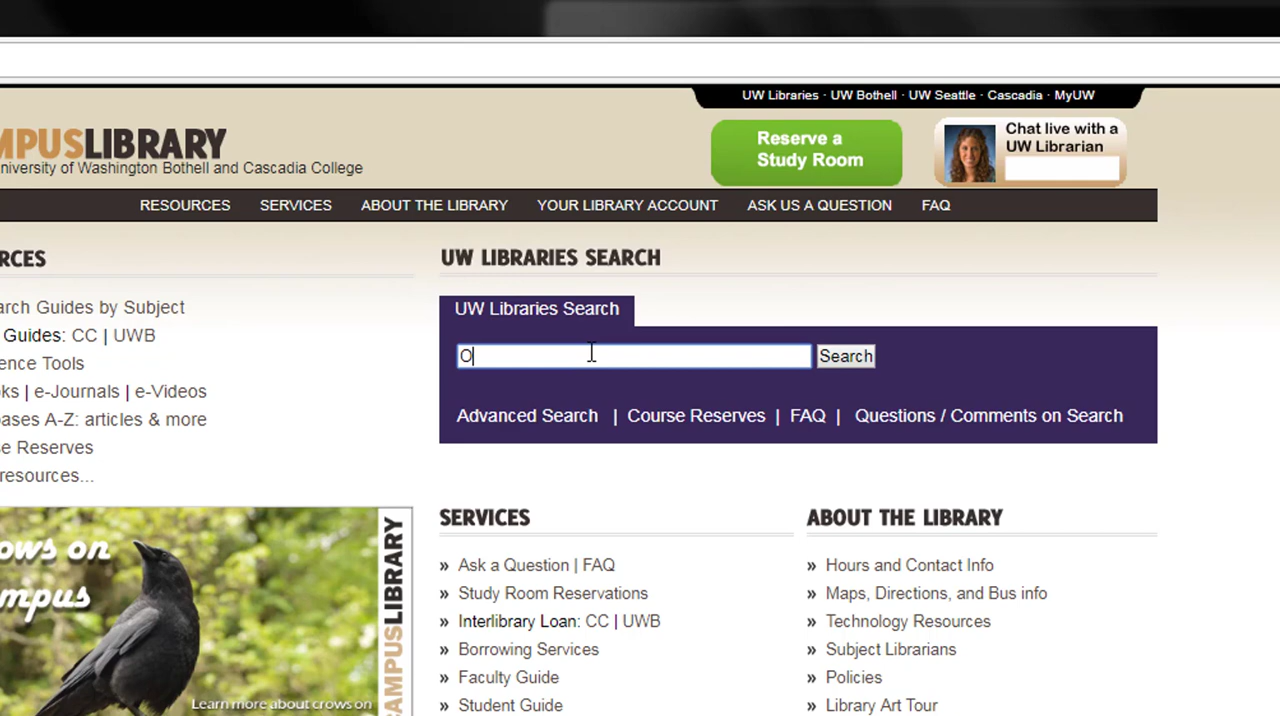 UW Libraries · UW Bothell · UW Seattle · Cascadia · MyUW
MPUSLIBRARY
niversity of Washington Bothell and Cascadia College
Reserve a
Study Room
Chat live with a
UW Librarian
RESOURCES SERVICES ABOUT THE LIBRARY YOUR LIBRARY ACCOUNT ASK US A QUESTION FAQ
RCES
arch Guides by Subject
Guides: CC | UWB
ence Tools
ks | e-Journals | e-Videos
bases A-Z: articles & more
se Reserves
resources...
ows on
mpus
CAMPUSLIBRARY
Learn more about crows on
UW LIBRARIES SEARCH
UW Libraries Search
O
Search
Advanced Search | Course Reserves | FAQ | Questions / Comments on Search
SERVICES
» Ask a Question | FAQ
» Study Room Reservations
» Interlibrary Loan: CC | UWB
» Borrowing Services
» Faculty Guide
» Student Guide
ABOUT THE LIBRARY
» Hours and Contact Info
» Maps, Directions, and Bus info
» Technology Resources
» Subject Librarians
» Policies
» Library Art Tour